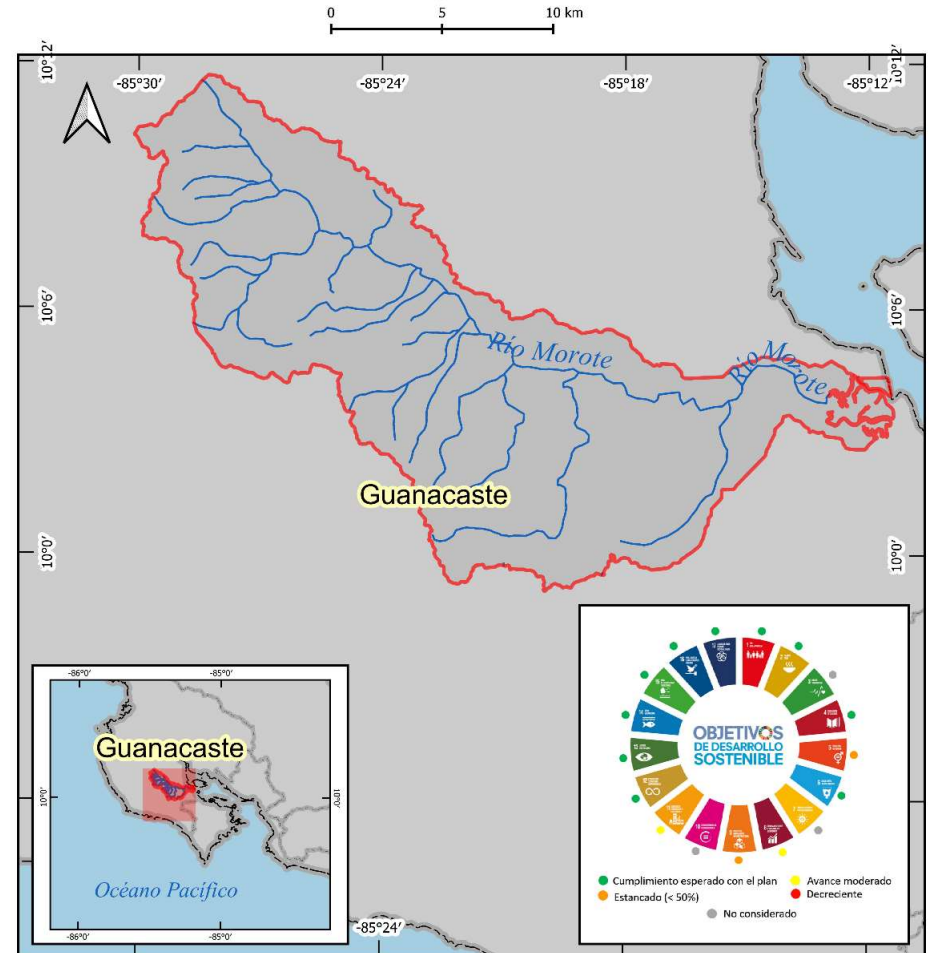 0 5 10 km
-85°30' -85°24' -85°18' -85°12'
10°12' 10°12'
10°6' 10°6'
Río Morote
Río Morote
Guanacaste
10°0' 10°0'
-86°0' -85°0'
Guanacaste
10°0' 10°0'
Océano Pacífico
-86°0' -85°0'
-85°24'
OBJETIVOS
DE DESARROLLO
SOSTENIBLE
Cumplimiento esperado con el plan
Avance moderado
Estancado (< 50%)
Decreciente
No considerado